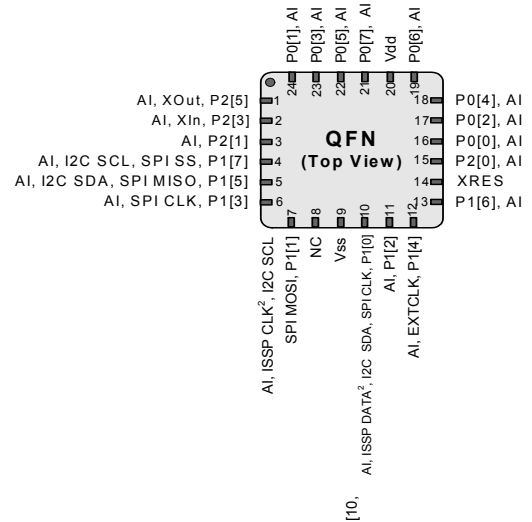 P0[1], AI
P0[3], AI
P0[5], AI
P0[7], AI
Vdd
P0[6], AI
24
23
22
21
20
19
AI, XOut, P2[5]
1
18
P0[4], AI
AI, XIn, P2[3]
2
17
P0[2], AI
AI, P2[1]
3
QFN
16
P0[0], AI
AI, I2C SCL, SPI SS, P1[7]
4
(Top View)
15
P2[0], AI
AI, I2C SDA, SPI MISO, P1[5]
5
14
XRES
AI, SPI CLK, P1[3]
6
13
P1[6], AI
7
8
9
10
11
12
AI, ISSP CLK², I2C SCL
SPI MOSI, P1[1]
NC
Vss
AI, ISSP DATA², I2C SDA, SPI CLK, P1[0]
AI, P1[2]
AI, EXTCLK, P1[4]
[10,